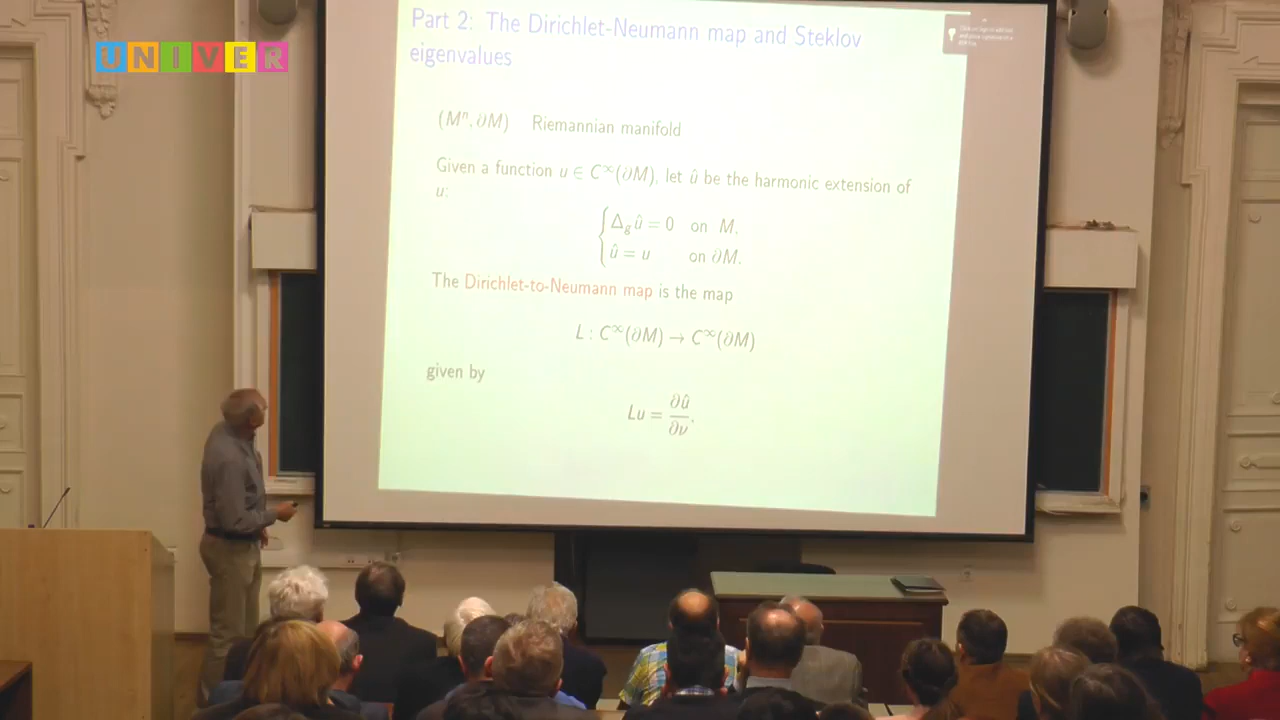 UNIVER
Part 2: The Dirichlet-Neumann map and Steklov
eigenvalues
(Mⁿ, ∂M) Riemannian manifold
Given a function u ∈ C^∞(∂M), let û be the harmonic extension of
u:
Δ_g û = 0 on M,
û = u on ∂M.
The Dirichlet-to-Neumann map is the map
L : C^∞(∂M) → C^∞(∂M)
given by
Lu = ∂û/∂ν.